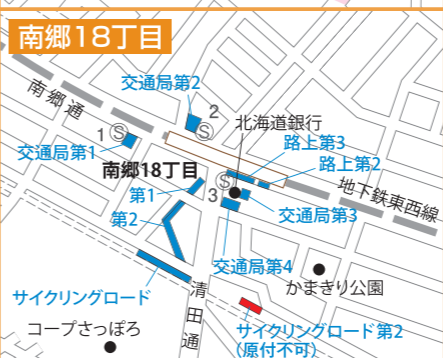 南郷18丁目
交通局第2
南郷通
2
Ⓢ
北海道銀行
1 Ⓢ
路上第3
交通局第1
路上第2
南郷18丁目
Ⓢ
地下鉄東西線
第1
3
第2
交通局第3
交通局第4
かまきり公園
サイクリングロード
清田通
コープさっぽろ
サイクリングロード第2
(原付不可)